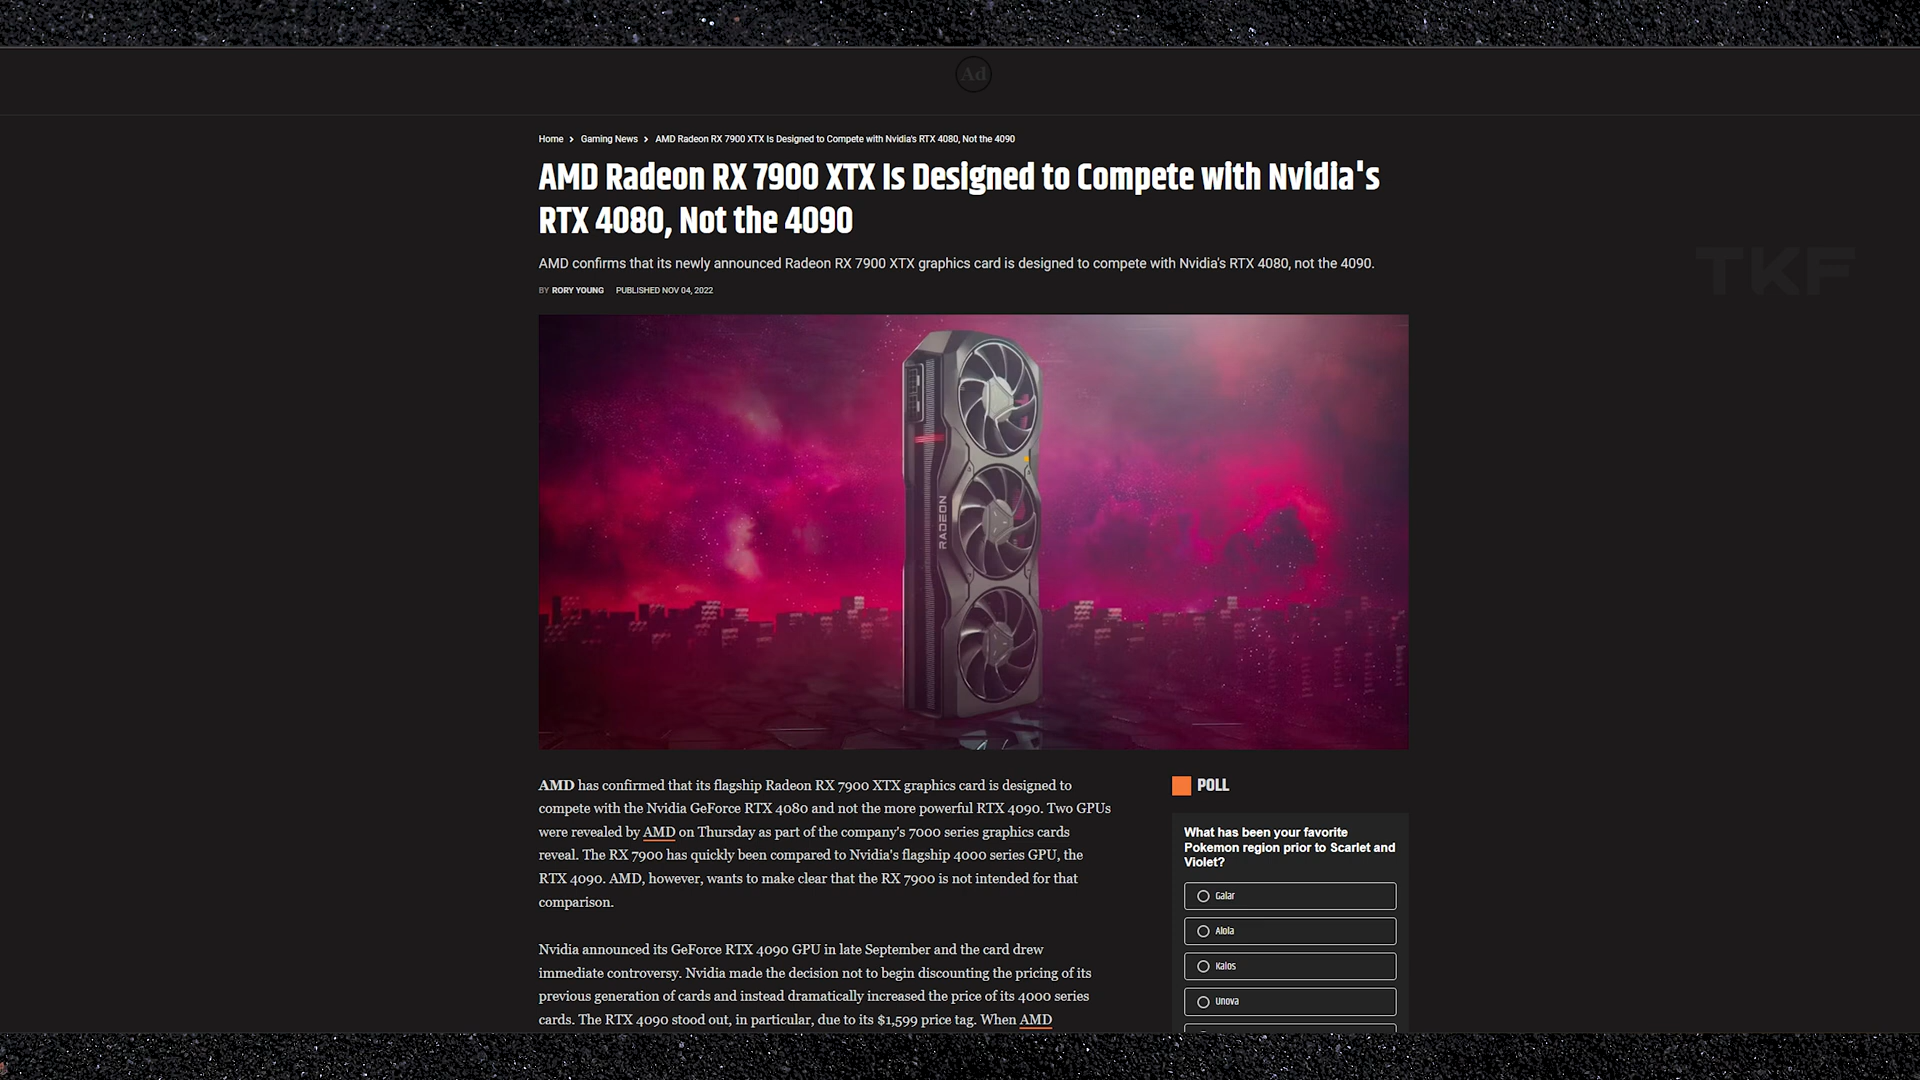 Ad
Home > Gaming News > AMD Radeon RX 7900 XTX Is Designed to Compete with Nvidia's RTX 4080, Not the 4090
AMD Radeon RX 7900 XTX Is Designed to Compete with Nvidia's
RTX 4080, Not the 4090
AMD confirms that its newly announced Radeon RX 7900 XTX graphics card is designed to compete with Nvidia's RTX 4080, not the 4090.
BY RORY YOUNG PUBLISHED NOV 04, 2022
TKF
RADEON
AMD has confirmed that its flagship Radeon RX 7900 XTX graphics card is designed to
compete with the Nvidia GeForce RTX 4080 and not the more powerful RTX 4090. Two GPUs
were revealed by AMD on Thursday as part of the company's 7000 series graphics cards
reveal. The RX 7900 has quickly been compared to Nvidia's flagship 4000 series GPU, the
RTX 4090. AMD, however, wants to make clear that the RX 7900 is not intended for that
comparison.
Nvidia announced its GeForce RTX 4090 GPU in late September and the card drew
immediate controversy. Nvidia made the decision not to begin discounting the pricing of its
previous generation of cards and instead dramatically increased the price of its 4000 series
cards. The RTX 4090 stood out, in particular, due to its $1,599 price tag. When AMD
POLL
What has been your favorite
Pokemon region prior to Scarlet and
Violet?
Galar
Alola
Kalos
Unova